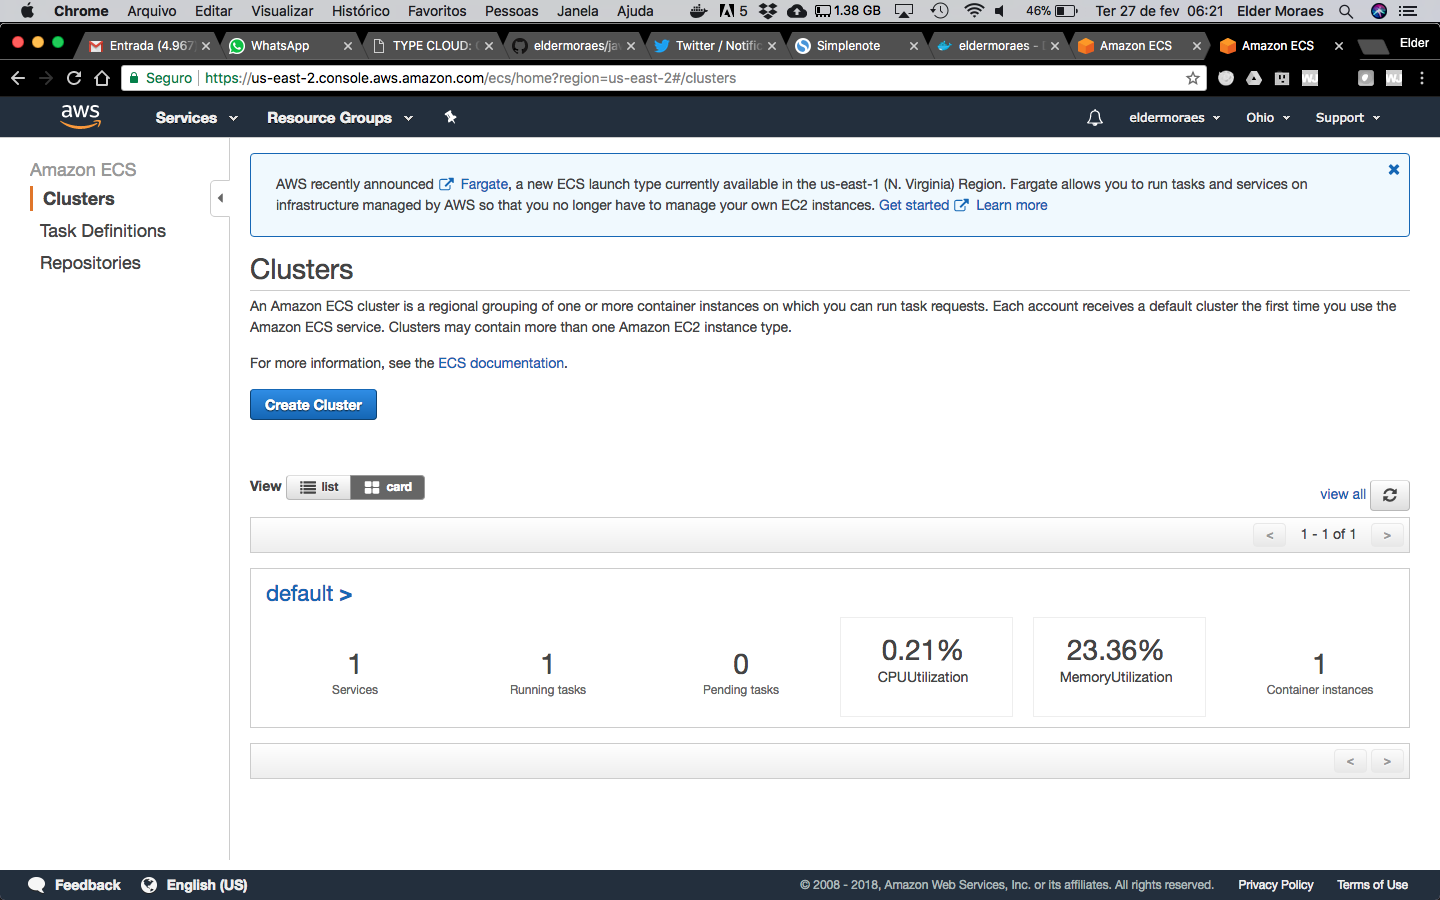 Chrome Arquivo Editar Visualizar Histórico Favoritos Pessoas Janela Ajuda 5 1.38 GB 46% Ter 27 de fev 06:21 Elder Moraes
Entrada (4.967 WhatsApp TYPE CLOUD: eldermoraes/ja Twitter / Notific Simplenote eldermoraes - Amazon ECS Amazon ECS Elder
Seguro https://us-east-2.console.aws.amazon.com/ecs/home?region=us-east-2#/clusters
aws Services Resource Groups eldermoraes Ohio Support
Amazon ECS
Clusters
Task Definitions
Repositories
AWS recently announced Fargate, a new ECS launch type currently available in the us-east-1 (N. Virginia) Region. Fargate allows you to run tasks and services on
infrastructure managed by AWS so that you no longer have to manage your own EC2 instances. Get started Learn more
Clusters
An Amazon ECS cluster is a regional grouping of one or more container instances on which you can run task requests. Each account receives a default cluster the first time you use the
Amazon ECS service. Clusters may contain more than one Amazon EC2 instance type.
For more information, see the ECS documentation.
Create Cluster
View list card
view all
< 1 - 1 of 1 >
default >
1 1 0 0.21% 23.36% 1
Services Running tasks Pending tasks CPUUtilization MemoryUtilization Container instances
< >
Feedback English (US) © 2008 - 2018, Amazon Web Services, Inc. or its affiliates. All rights reserved. Privacy Policy Terms of Use